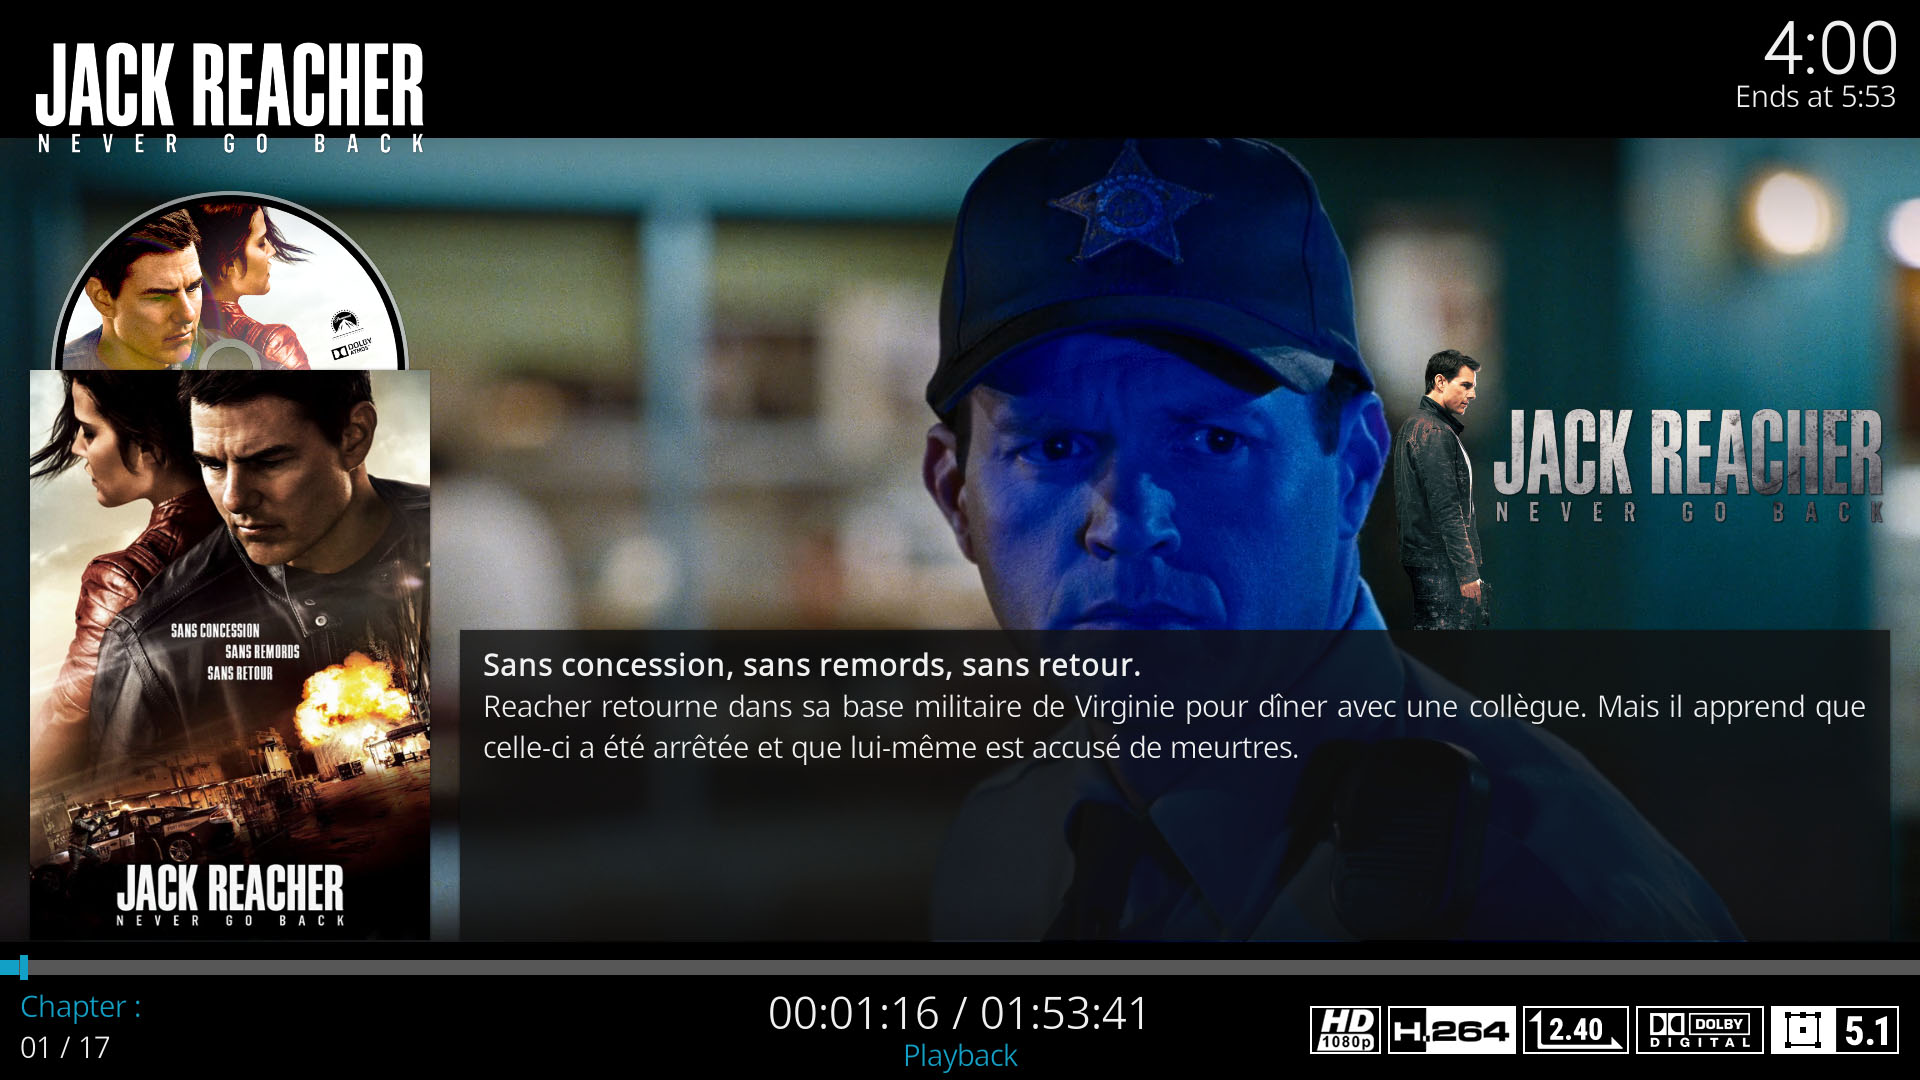 JACK REACHER
NEVER GO BACK
4:00
Ends at 5:53
DOLBY
ATMOS
SANS CONCESSION
SANS REMORDS
SANS RETOUR
JACK REACHER
NEVER GO BACK
JACK REACHER
NEVER GO BACK
Sans concession, sans remords, sans retour.
Reacher retourne dans sa base militaire de Virginie pour dîner avec une collègue. Mais il apprend que
celle-ci a été arrêtée et que lui-même est accusé de meurtres.
Chapter :
01 / 17
00:01:16 / 01:53:41
Playback
HD
1080p
H.264
2.40
DOLBY
DIGITAL
5.1